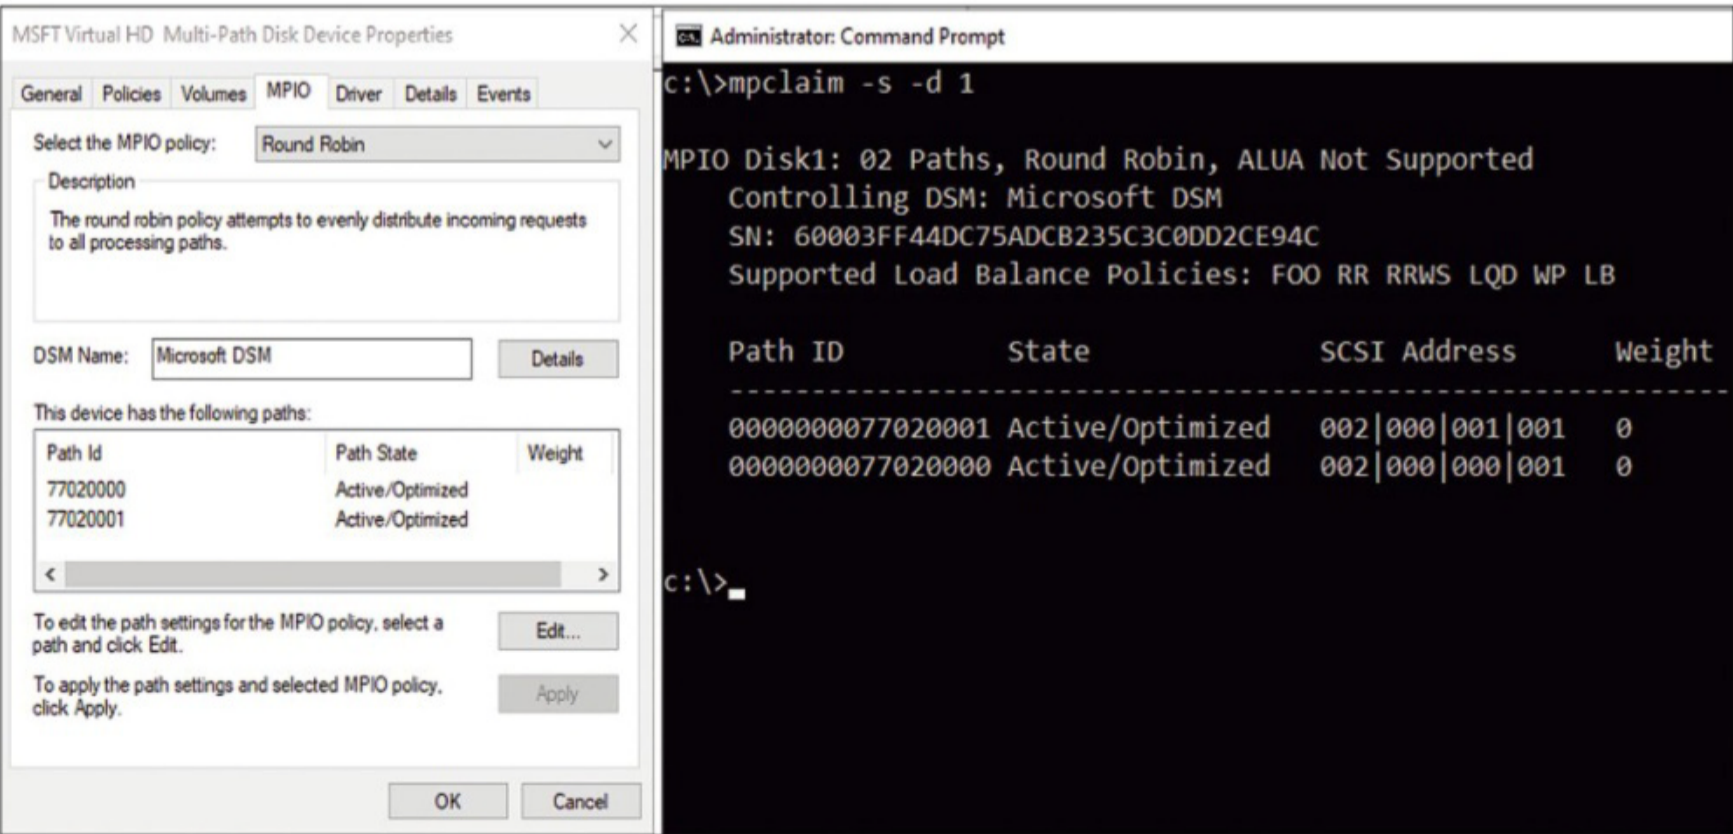 MSFT Virtual HD  Multi-Path Disk Device Properties
General Policies Volumes MPIO Driver Details Events
Select the MPIO policy: Round Robin
Description
The round robin policy attempts to evenly distribute incoming requests
to all processing paths.
DSM Name: Microsoft DSM Details
This device has the following paths:
Path Id Path State Weight
77020000 Active/Optimized
77020001 Active/Optimized
To edit the path settings for the MPIO policy, select a
path and click Edit.
Edit...
To apply the path settings and selected MPIO policy,
click Apply.
Apply
OK Cancel
Administrator: Command Prompt
c:\>mpclaim -s -d 1
MPIO Disk1: 02 Paths, Round Robin, ALUA Not Supported
Controlling DSM: Microsoft DSM
SN: 60003FF44DC75ADCB235C3C0DD2CE94C
Supported Load Balance Policies: FOO RR RRWS LQD WP LB
Path ID State SCSI Address Weight
---------------------------------------------------------------------------
0000000077020001 Active/Optimized 002|000|001|001 0
0000000077020000 Active/Optimized 002|000|000|001 0
c:\>